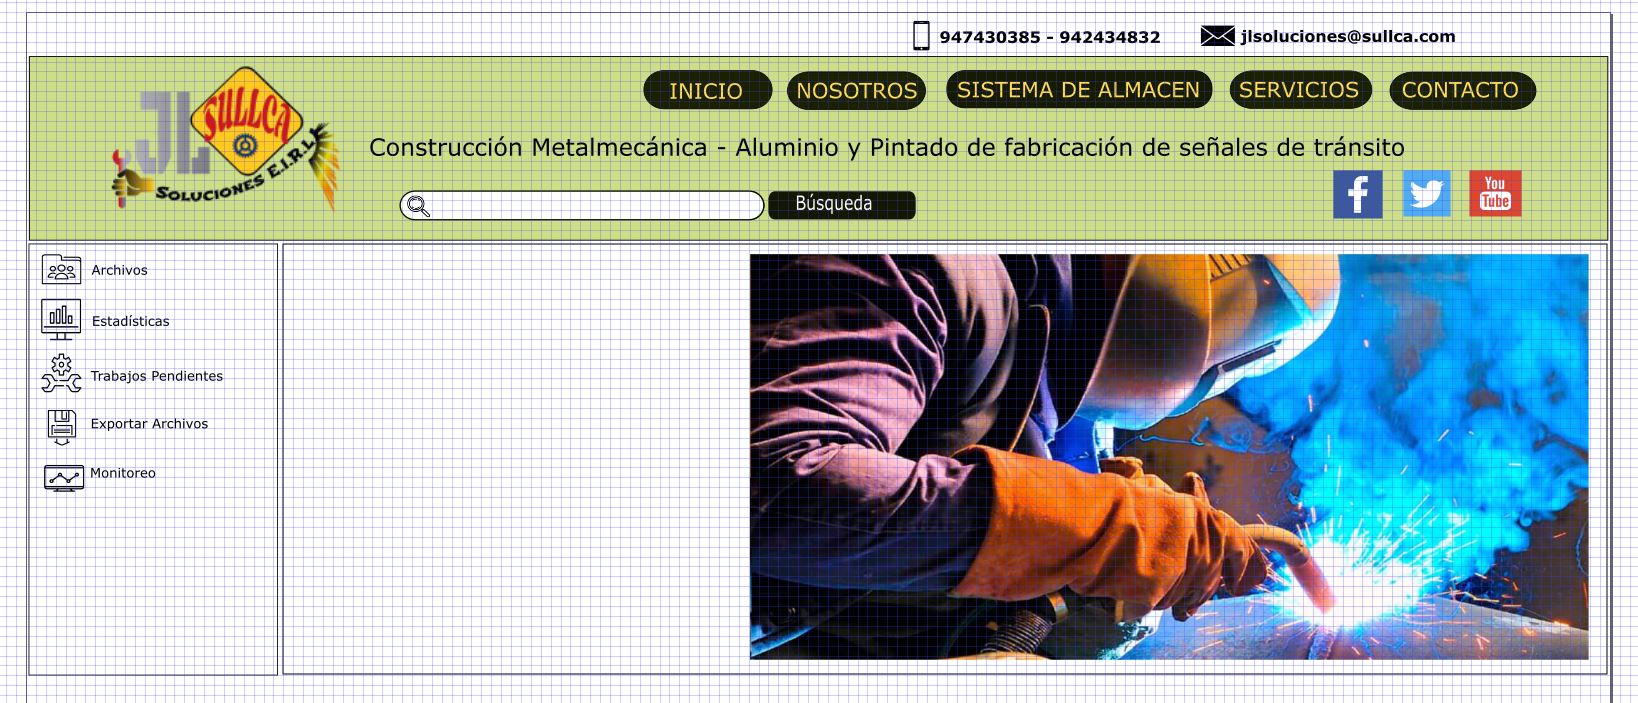 947430385 - 942434832
jlsoluciones@sullca.com
INICIO
NOSOTROS
SISTEMA DE ALMACEN
SERVICIOS
CONTACTO
JL
SULLCA
SOLUCIONES E.I.R.L
Construcción Metalmecánica - Aluminio y Pintado de fabricación de señales de tránsito
Búsqueda
f
You
Tube
Archivos
Estadísticas
Trabajos Pendientes
Exportar Archivos
Monitoreo